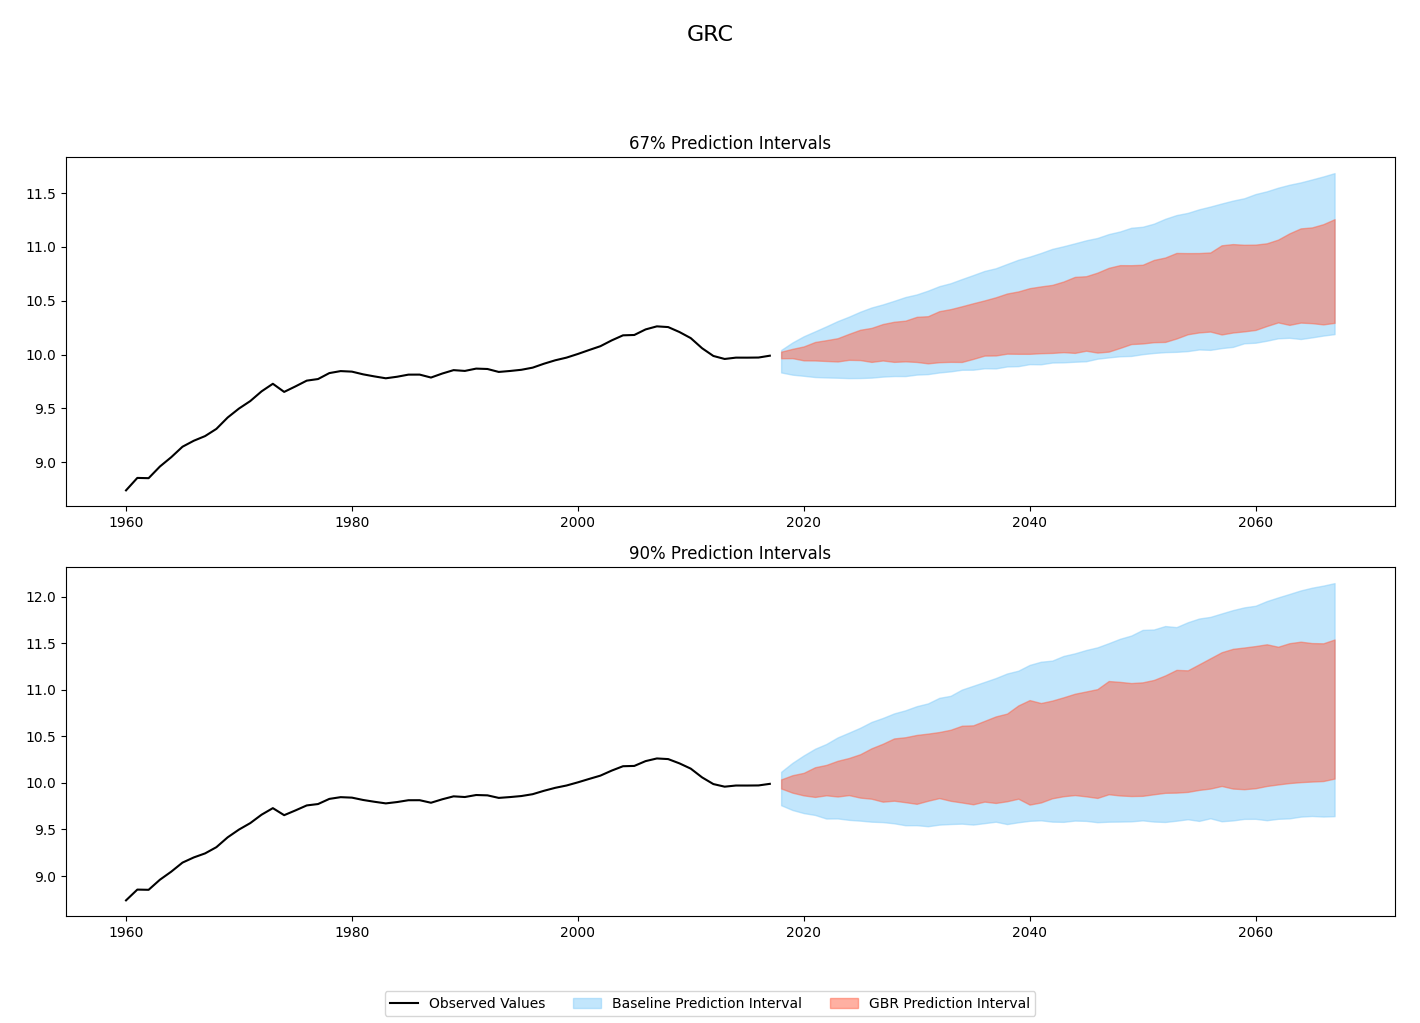 GRC
67% Prediction Intervals
11.5
11.0
10.5
10.0
9.5
9.0
1960 1980 2000 2020 2040 2060
90% Prediction Intervals
12.0
11.5
11.0
10.5
10.0
9.5
9.0
1960 1980 2000 2020 2040 2060
Observed Values Baseline Prediction Interval GBR Prediction Interval